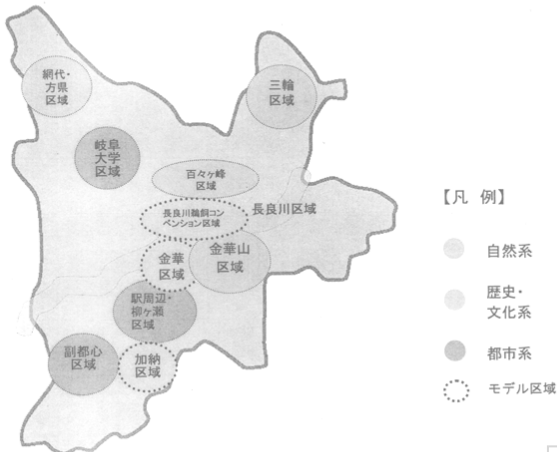 網代・
方県
区域
三輪
区域
岐阜
大学
区域
百々ヶ峰
区域
長良川鵜飼コン
ベンション区域
長良川区域
金華
区域
金華山
区域
駅周辺・
柳ヶ瀬
区域
副都心
区域
加納
区域
【凡 例】
自然系
歴史・
文化系
都市系
モデル区域